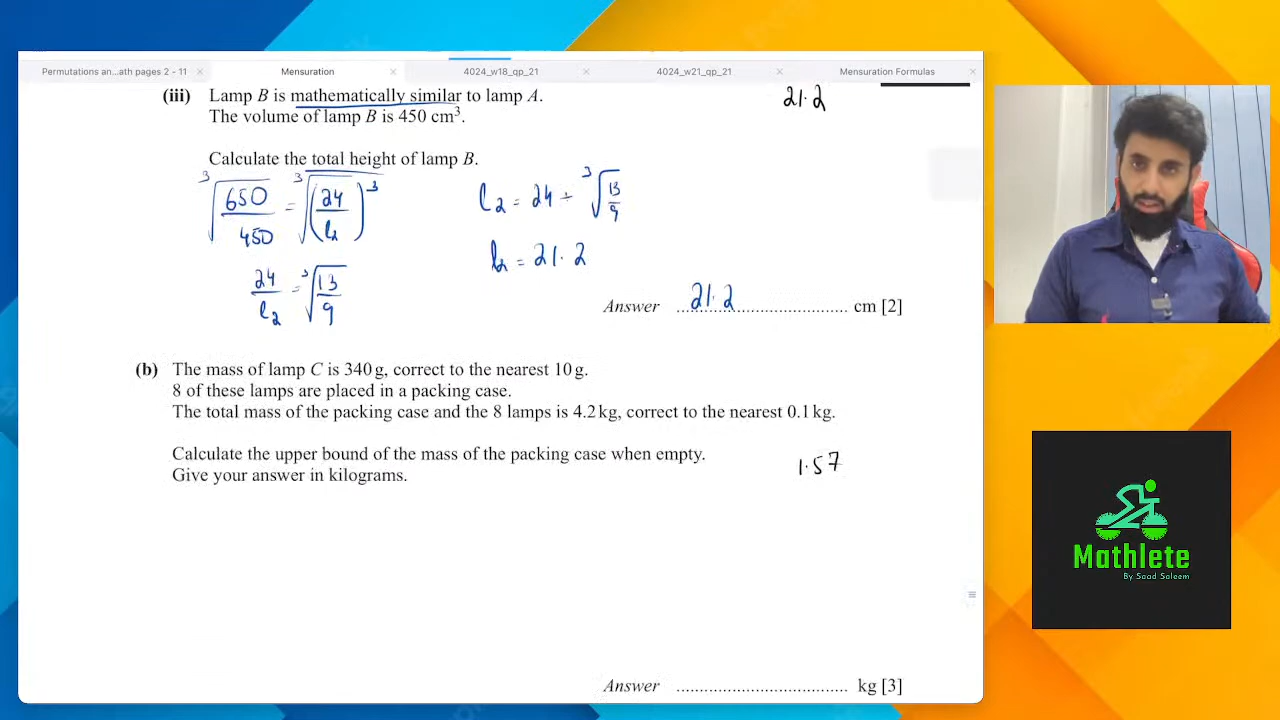 Permutations an...ath pages 2 - 11 ×
Mensuration ×
4024_w18_qp_21 ×
4024_w21_qp_21 ×
Mensuration Formulas ×
(iii) Lamp B is mathematically similar to lamp A.
21.2
The volume of lamp B is 450 cm³.
Calculate the total height of lamp B.
∛(650/450) = ∛(24/l₂)³
24/l₂ = ∛(13/9)
l₂ = 24 ÷ ∛(13/9)
l₂ = 21.2
Answer 21.2 cm [2]
(b) The mass of lamp C is 340 g, correct to the nearest 10 g.
8 of these lamps are placed in a packing case.
The total mass of the packing case and the 8 lamps is 4.2 kg, correct to the nearest 0.1 kg.
Calculate the upper bound of the mass of the packing case when empty.
Give your answer in kilograms.
1.57
Answer ........................................ kg [3]
Mathlete
By Saad Saleem